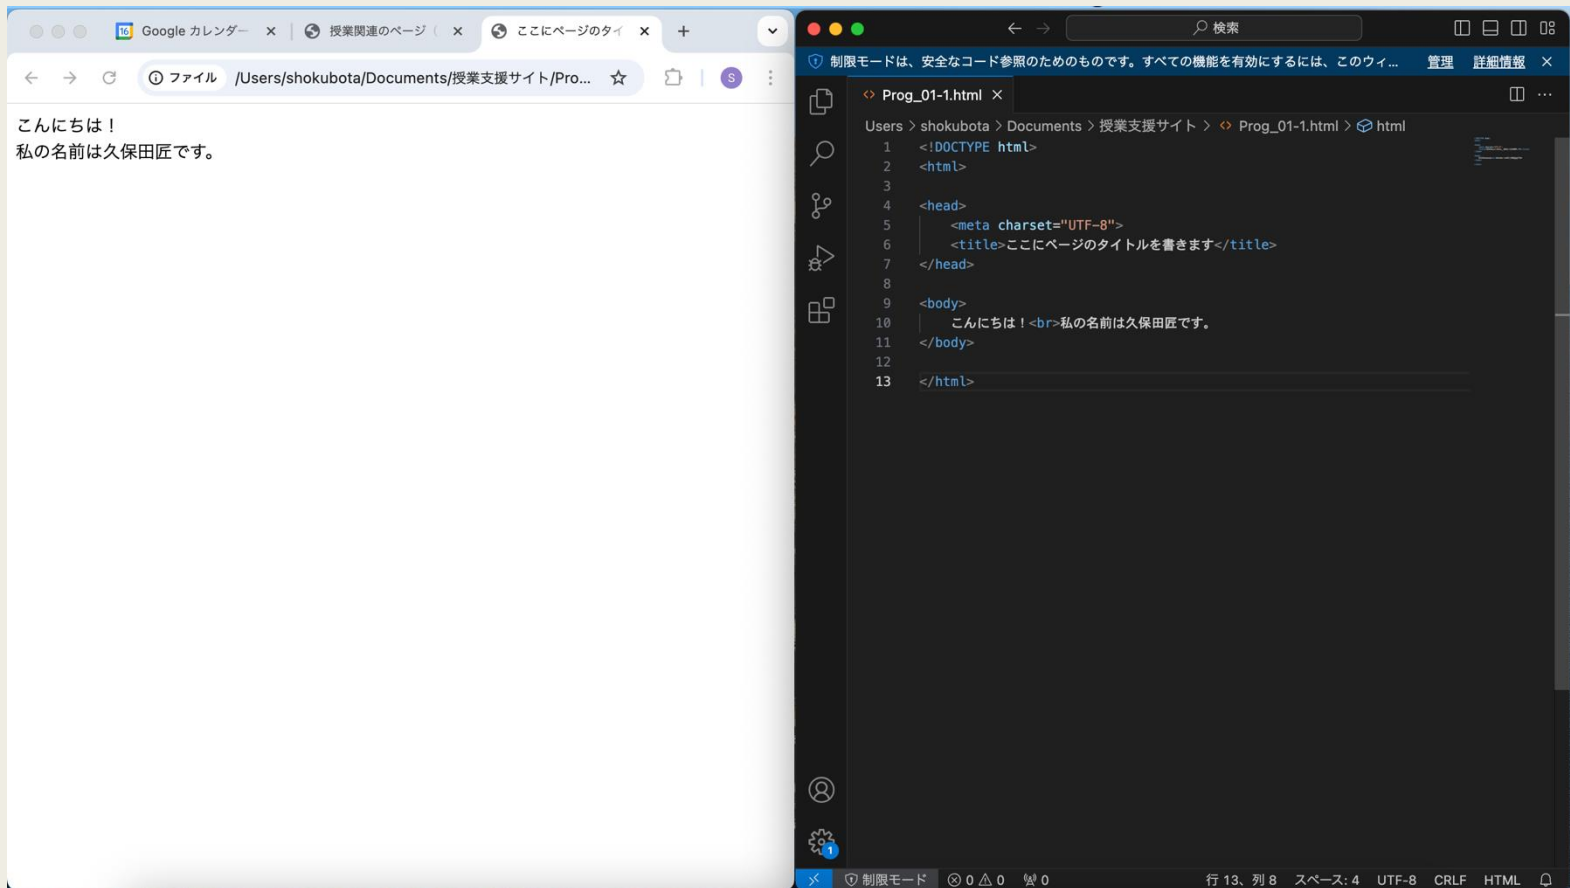 Google カレンダー
授業関連のページ（
ここにページのタイ
ファイル
/Users/shokubota/Documents/授業支援サイト/Pro...
S
こんにちは！
私の名前は久保田匠です。
検索
制限モードは、安全なコード参照のためのものです。すべての機能を有効にするには、このウィ...
管理
詳細情報
Prog_01-1.html
Users > shokubota > Documents > 授業支援サイト > Prog_01-1.html > html
1 <!DOCTYPE html>
2 <html>
3
4 <head>
5 <meta charset="UTF-8">
6 <title>ここにページのタイトルを書きます</title>
7 </head>
8
9 <body>
10 こんにちは！<br>私の名前は久保田匠です。
11 </body>
12
13 </html>
1
制限モード
0
0
0
行 13、列 8
スペース: 4
UTF-8
CRLF
HTML